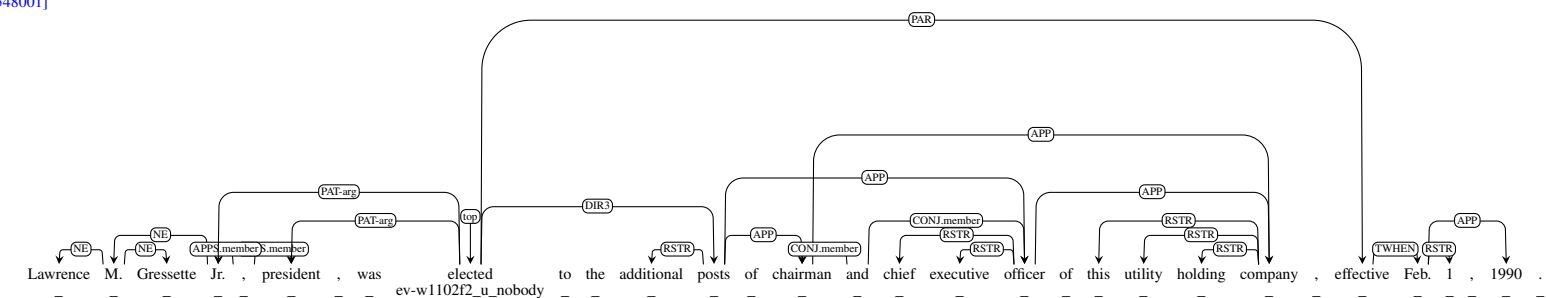 48001]
PAR
APP
APP
PAT-arg APP
top DIR3
PAT-arg CONJ.member RSTR APP
NE APP RSTR RSTR
NE NE APPS.member S.member RSTR CONJ.member RSTR RSTR TWHEN RSTR
Lawrence M. Gressette Jr. , president , was elected to the additional posts of chairman and chief executive officer of this utility holding company , effective Feb. 1 , 1990 .
_ _ _ _ _ _ _ _ ev-w1102f2_u_nobody _ _ _ _ _ _ _ _ _ _ _ _ _ _ _ _ _ _ _ _ _ _